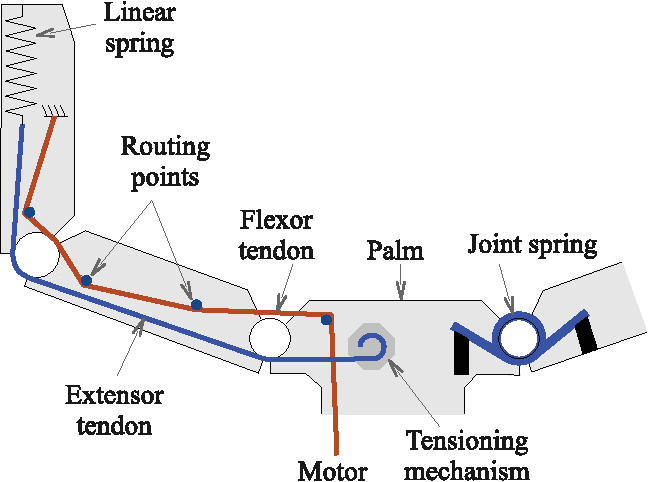 Linear
spring
Routing
points
Flexor
tendon
Palm
Joint spring
Extensor
tendon
Motor
Tensioning
mechanism